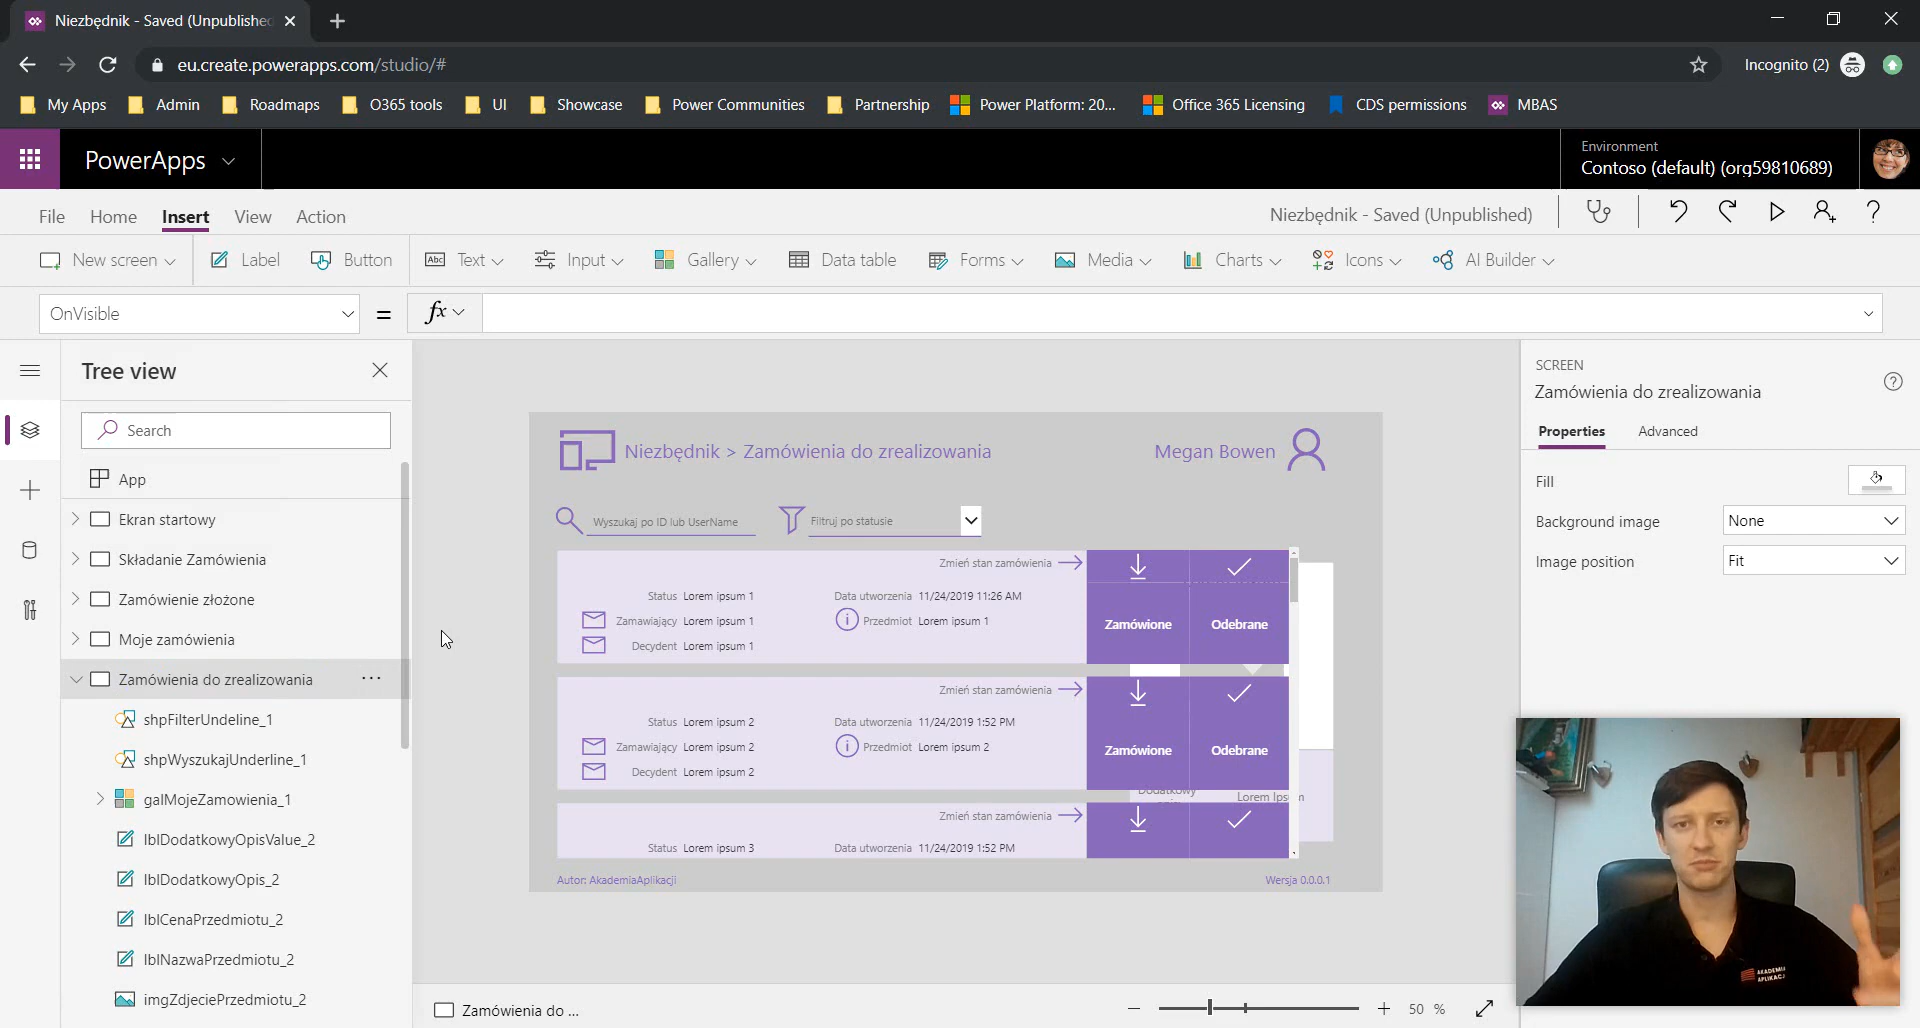 Niezbędnik - Saved (Unpublished
eu.create.powerapps.com/studio/#
Incognito (2)
My Apps
Admin
Roadmaps
O365 tools
UI
Showcase
Power Communities
Partnership
Power Platform: 20...
Office 365 Licensing
CDS permissions
MBAS
PowerApps
Environment
Contoso (default) (org59810689)
File
Home
Insert
View
Action
Niezbędnik - Saved (Unpublished)
New screen
Label
Button
Abc Text
Input
Gallery
Data table
Forms
Media
Charts
Icons
AI Builder
OnVisible
=
fx
Tree view
Search
App
Ekran startowy
Składanie Zamówienia
Zamówienie złożone
Moje zamówienia
Zamówienia do zrealizowania
shpFilterUndeline_1
shpWyszukajUnderline_1
galMojeZamowienia_1
lblDodatkowyOpisValue_2
lblDodatkowyOpis_2
lblCenaPrzedmiotu_2
lblNazwaPrzedmiotu_2
imgZdjeciePrzedmiotu_2
Niezbędnik > Zamówienia do zrealizowania
Megan Bowen
Wyszukaj po ID lub UserName
Filtruj po statusie
Zmień stan zamówienia
Status Lorem ipsum 1
Data utworzenia 11/24/2019 11:26 AM
Zamawiający Lorem ipsum 1
Przedmiot Lorem ipsum 1
Decydent Lorem ipsum 1
Zamówione
Odebrane
Zmień stan zamówienia
Status Lorem ipsum 2
Data utworzenia 11/24/2019 1:52 PM
Zamawiający Lorem ipsum 2
Przedmiot Lorem ipsum 2
Decydent Lorem ipsum 2
Zamówione
Odebrane
Dodatkowy
Lorem Ipsum
Zmień stan zamówienia
Status Lorem ipsum 3
Data utworzenia 11/24/2019 1:52 PM
Autor: AkademiaAplikacji
Wersja 0.0.0.1
Zamówienia do ...
50 %
SCREEN
Zamówienia do zrealizowania
Properties
Advanced
Fill
Background image
None
Image position
Fit
AKADEMIA
APLIKACJI